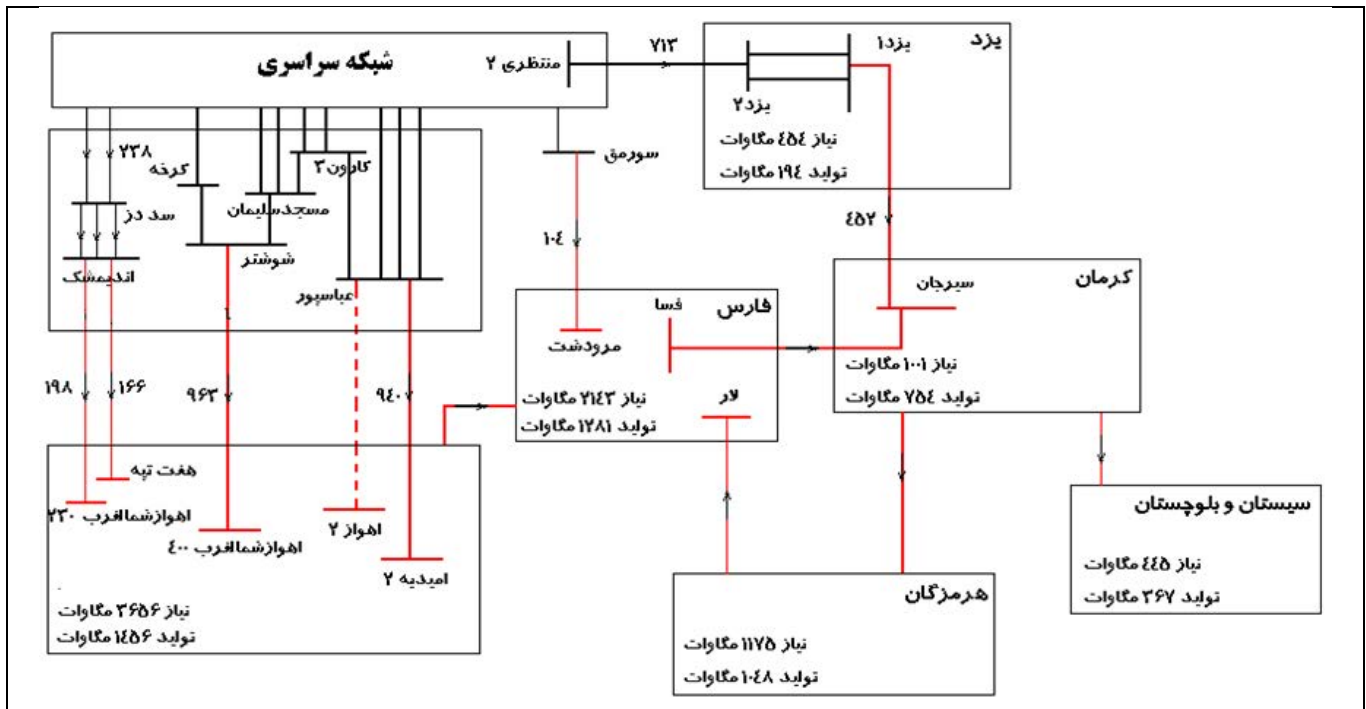 شبکه سراسری
منتظری ۲
۷۱۳
یزد
یزد۱
یزد۲
نیاز ۴۵۴ مگاوات
تولید ۱۹۴ مگاوات
۲۳۸
کرخه
کارون۳
سد دز
مسجدسلیمان
شوشتر
اندیمشک
عباسپور
سورمق
۱۰۴
۴۵۲
کرمان
سیرجان
نیاز ۱۰۰۱ مگاوات
تولید ۷۵۴ مگاوات
فارس
فسا
مرودشت
لار
نیاز ۲۱۴۳ مگاوات
تولید ۱۲۸۱ مگاوات
۱۹۸
۱۶۶
۹۶۳
۹۴۰
هفت تپه
اهوازشمالغرب ۲۳۰
اهوازشمالغرب ۴۰۰
اهواز ۲
امیدیه ۲
نیاز ۳۶۵۶ مگاوات
تولید ۱۴۵۶ مگاوات
سیستان و بلوچستان
نیاز ۴۴۵ مگاوات
تولید ۳۶۷ مگاوات
هرمزگان
نیاز ۱۱۷۵ مگاوات
تولید ۱۰۴۸ مگاوات